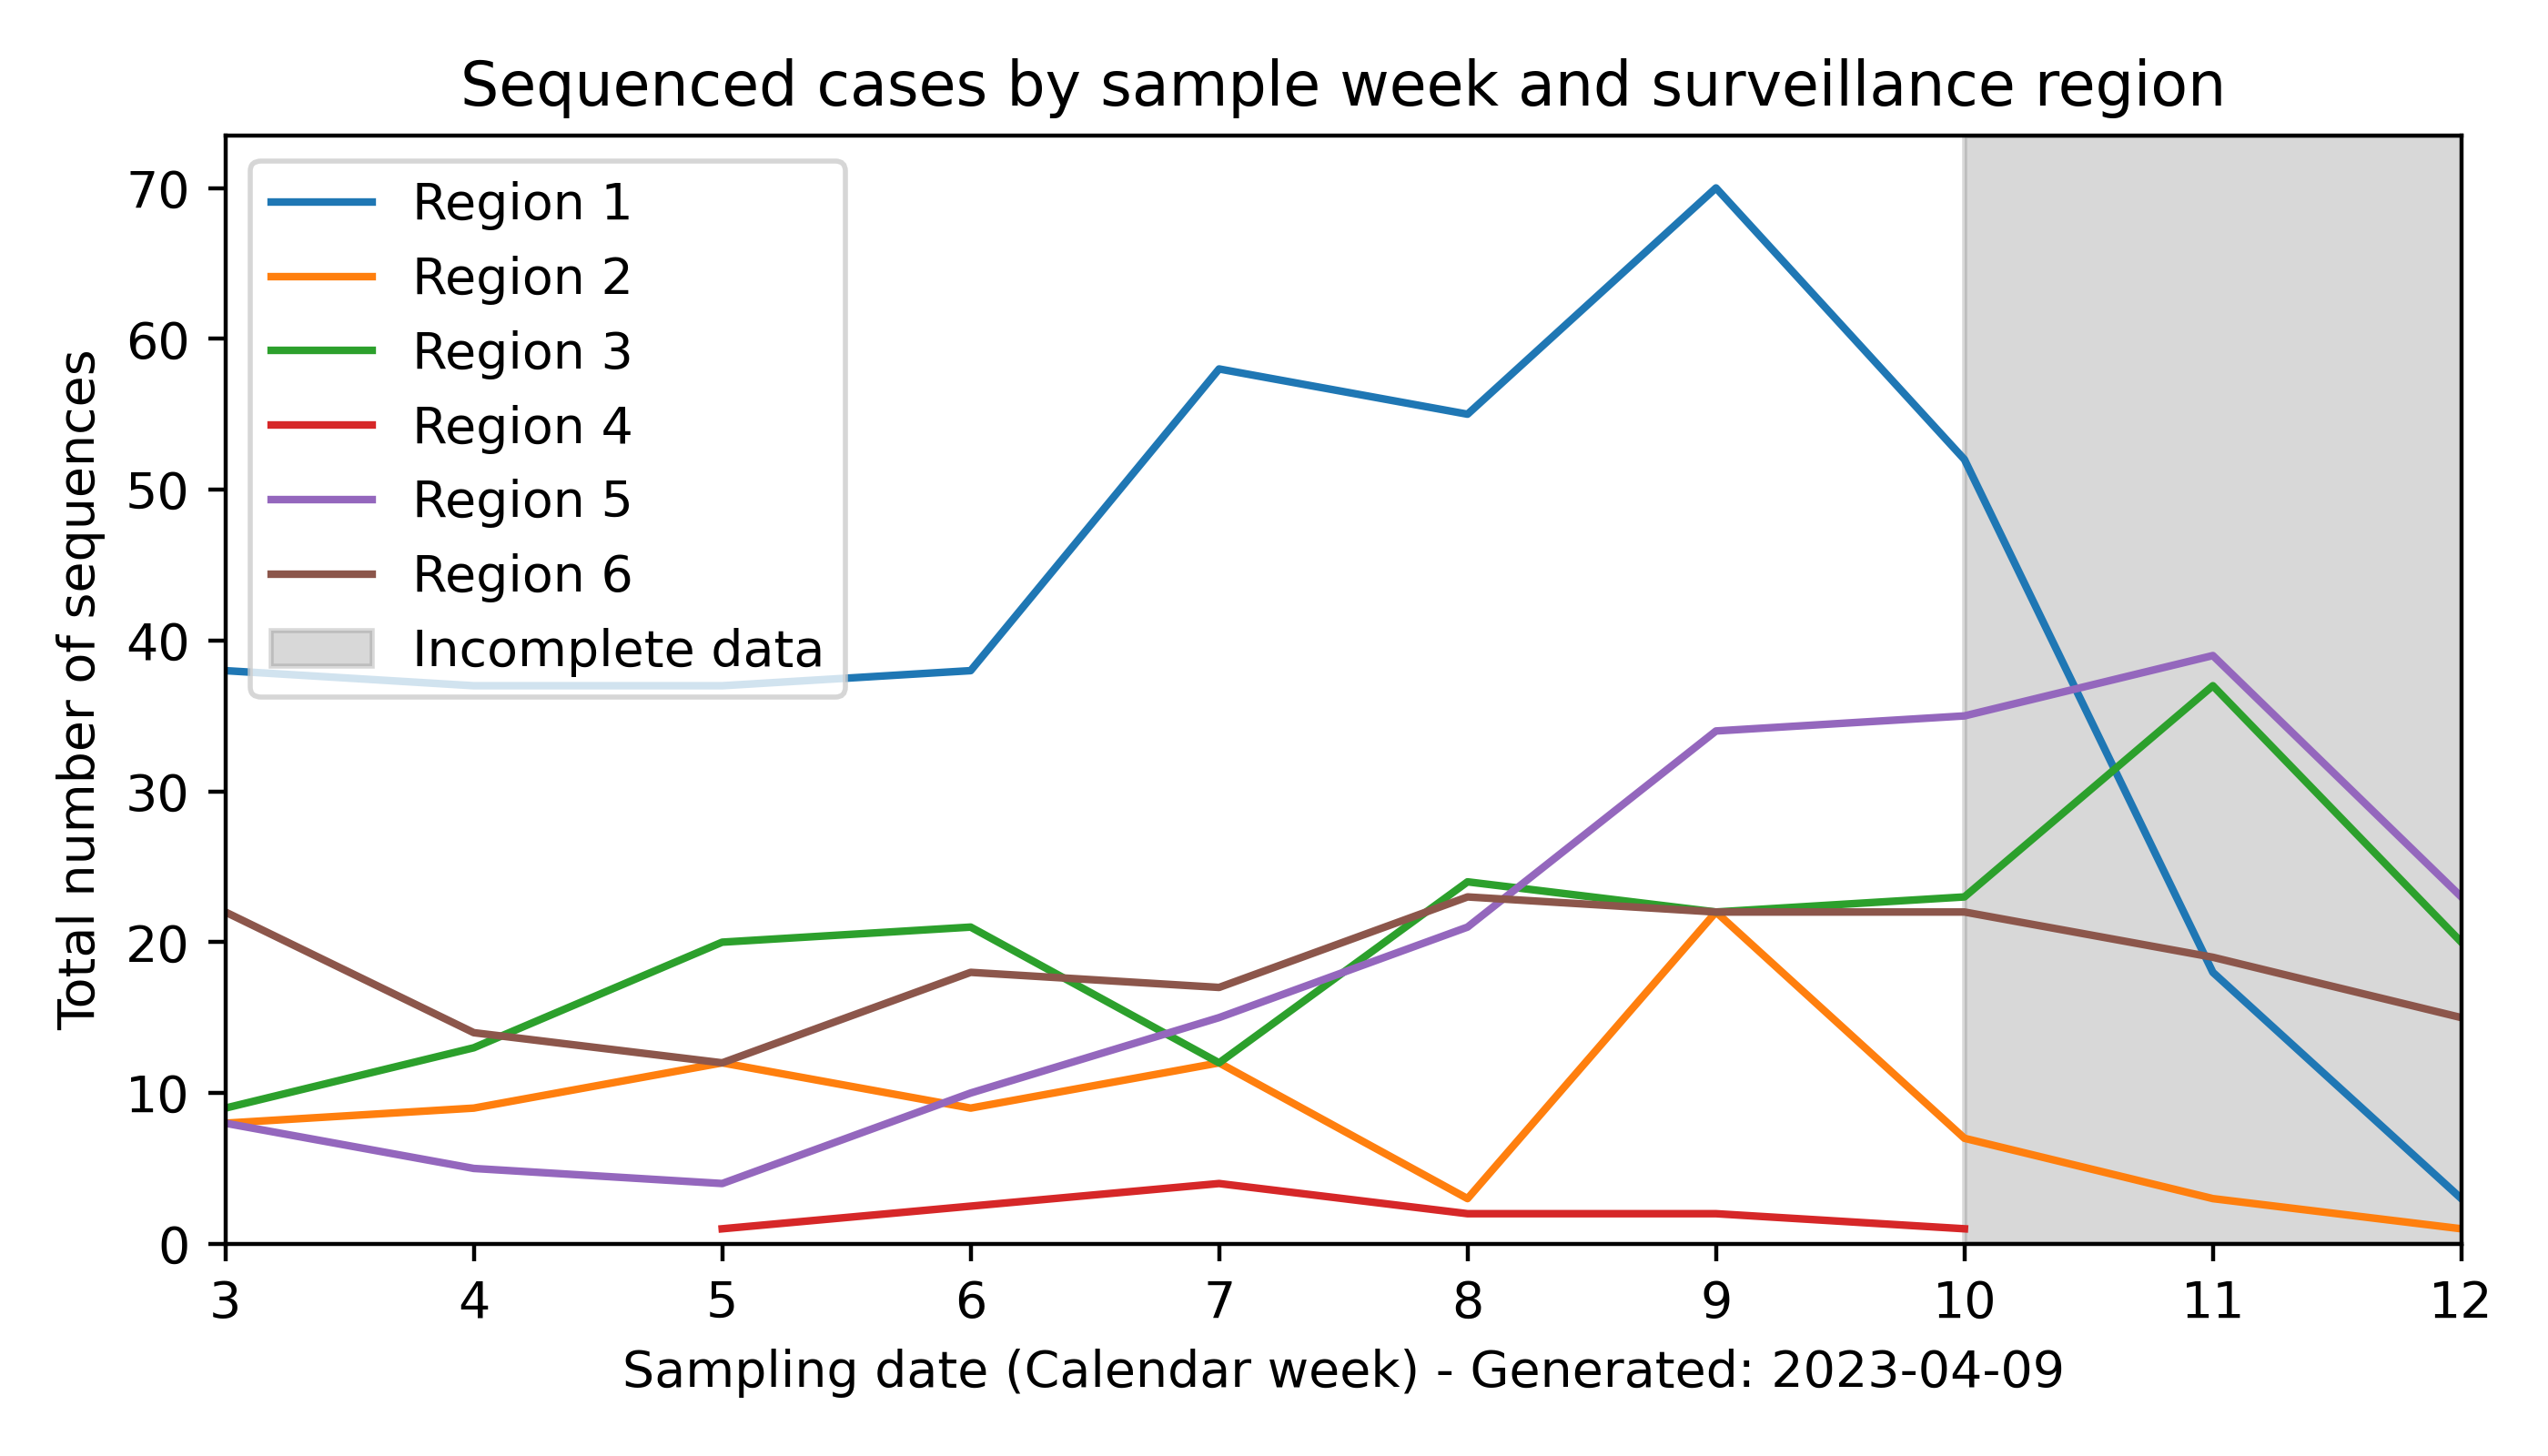 Sequenced cases by sample week and surveillance region
Total number of sequences
70
60
50
40
30
20
10
0
Region 1
Region 2
Region 3
Region 4
Region 5
Region 6
Incomplete data
3 4 5 6 7 8 9 10 11 12
Sampling date (Calendar week) - Generated: 2023-04-09